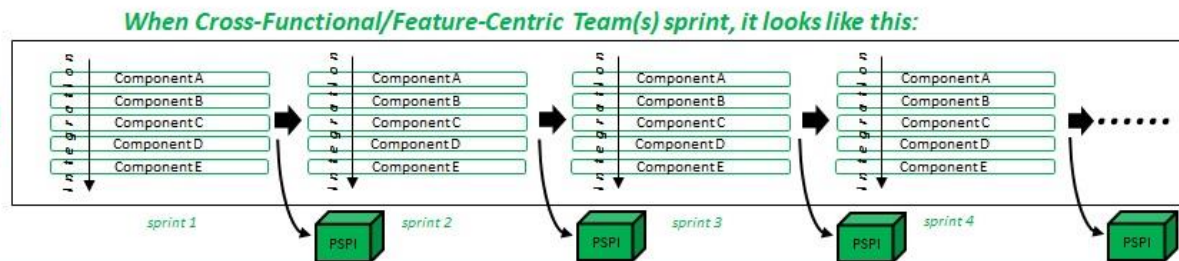 When Cross-Functional/Feature-Centric Team(s) sprint, it looks like this:
Integration
Component A
Component B
Component C
Component D
Component E
Integration
Component A
Component B
Component C
Component D
Component E
Integration
Component A
Component B
Component C
Component D
Component E
Integration
Component A
Component B
Component C
Component D
Component E
......
sprint 1
sprint 2
sprint 3
sprint 4
PSPI
PSPI
PSPI
PSPI